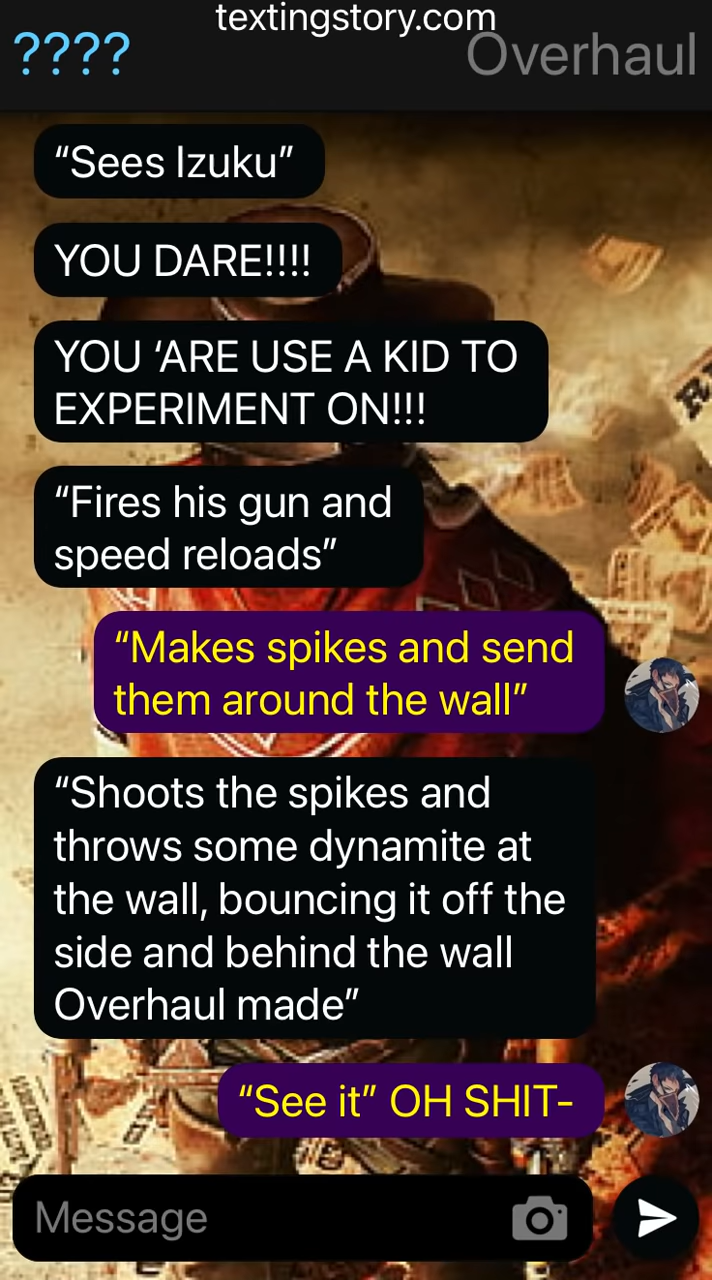 textingstory.com
????
Overhaul
“Sees Izuku”
YOU DARE!!!!
YOU ‘ARE USE A KID TO
EXPERIMENT ON!!!
“Fires his gun and
speed reloads”
“Makes spikes and send
them around the wall”
“Shoots the spikes and
throws some dynamite at
the wall, bouncing it off the
side and behind the wall
Overhaul made”
“See it” OH SHIT-
Message